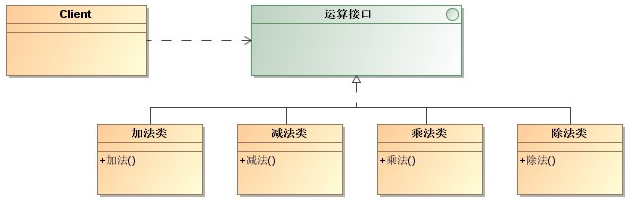 Client
运算接口
加法类
+加法()
减法类
+减法()
乘法类
+乘法()
除法类
+除法()